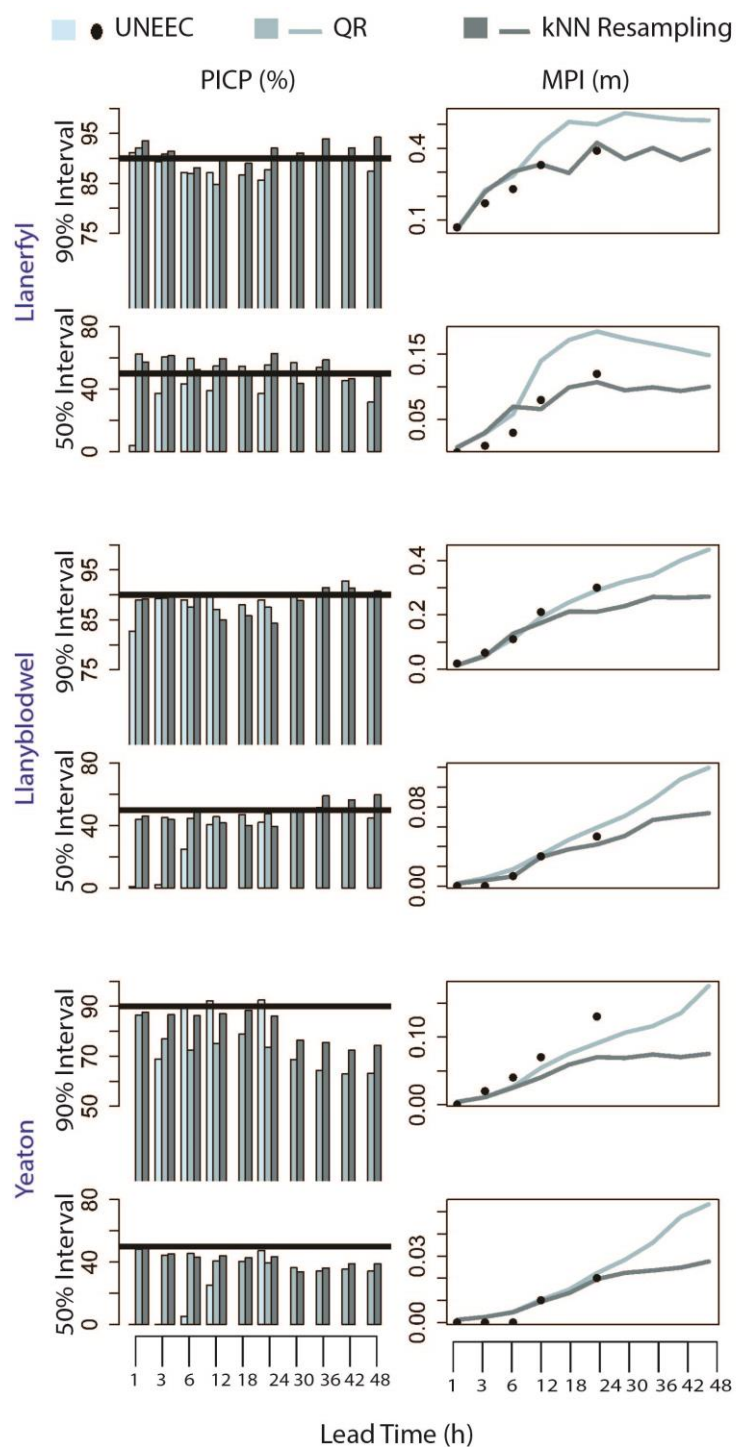 UNEEC QR kNN Resampling
PICP (%) MPI (m)
Llanerfyl
90% Interval
95
85
75
0.4
0.1
50% Interval
80
40
0
0.15
0.05
Llanyblodwel
90% Interval
95
85
75
0.4
0.2
0.0
50% Interval
80
40
0
0.08
0.00
Yeaton
90% Interval
90
70
50
0.10
0.00
50% Interval
80
40
0
0.03
0.00
1 3 6 12 18 24 30 36 42 48
1 3 6 12 18 24 30 36 42 48
Lead Time (h)